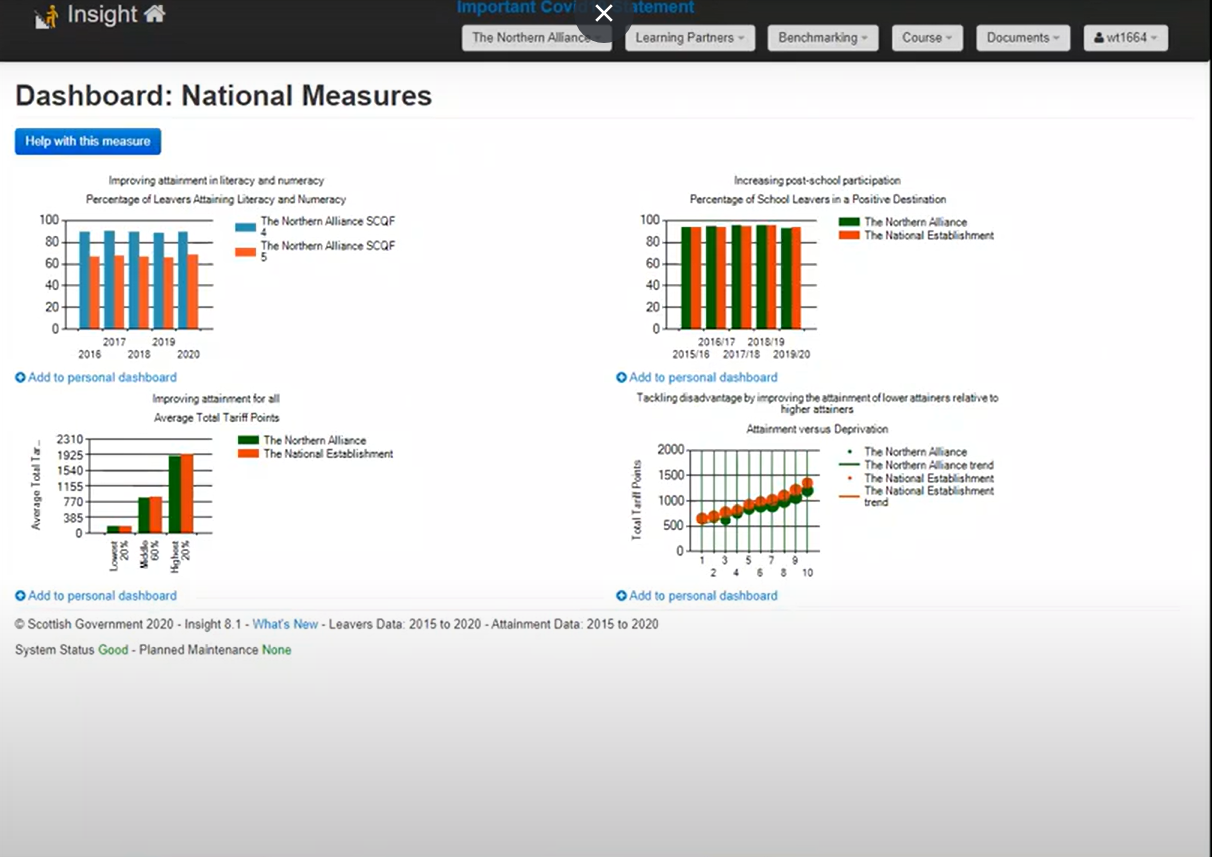 Insight
Important Covid Statement
The Northern Alliance
Learning Partners
Benchmarking
Course
Documents
wt1664
Dashboard: National Measures
Help with this measure
Improving attainment in literacy and numeracy
Percentage of Leavers Attaining Literacy and Numeracy
100
80
60
40
20
0
2017 2019
2016 2018 2020
The Northern Alliance SCQF
4
The Northern Alliance SCQF
5
Add to personal dashboard
Increasing post-school participation
Percentage of School Leavers in a Positive Destination
100
80
60
40
20
0
2016/17 2018/19
2015/16 2017/18 2019/20
The Northern Alliance
The National Establishment
Add to personal dashboard
Improving attainment for all
Average Total Tariff Points
Average Total Tar...
2310
1925
1540
1155
770
385
0
Lowest
20%
Middle
60%
Highest
20%
The Northern Alliance
The National Establishment
Add to personal dashboard
Tackling disadvantage by improving the attainment of lower attainers relative to
higher attainers
Attainment versus Deprivation
Total Tariff Points
2000
1500
1000
500
0
1 3 5 7 9
2 4 6 8 10
The Northern Alliance
The Northern Alliance trend
The National Establishment
The National Establishment
trend
Add to personal dashboard
© Scottish Government 2020 - Insight 8.1 - What's New - Leavers Data: 2015 to 2020 - Attainment Data: 2015 to 2020
System Status Good - Planned Maintenance None